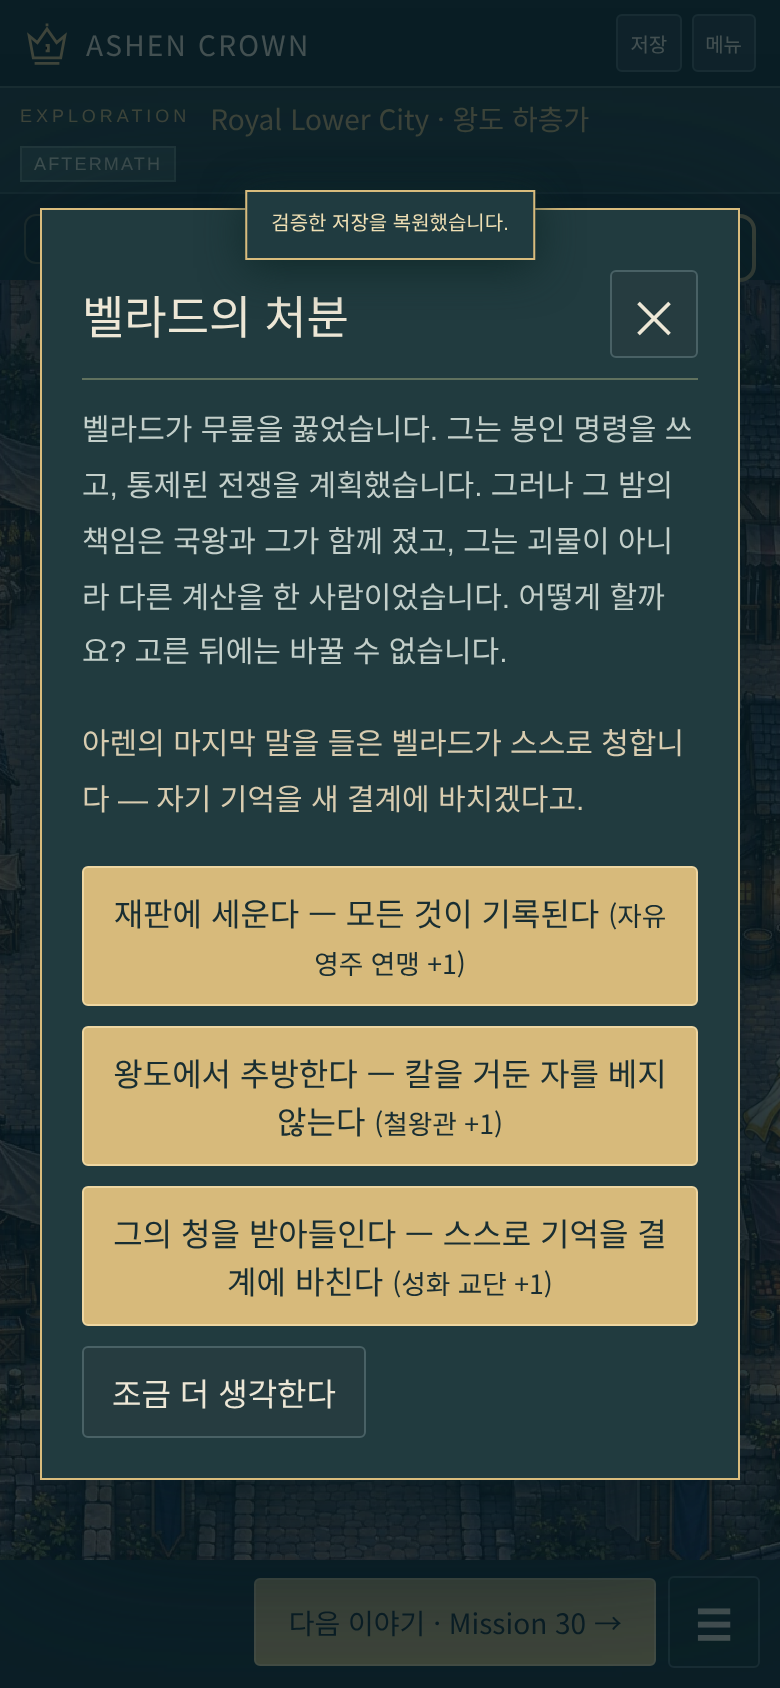 ASHEN CROWN
저장
메뉴
EXPLORATION
Royal Lower City · 왕도 하층가
AFTERMATH
검증한 저장을 복원했습니다.
벨라드의 처분
벨라드가 무릎을 꿇었습니다. 그는 봉인 명령을 쓰
고, 통제된 전쟁을 계획했습니다. 그러나 그 밤의
책임은 국왕과 그가 함께 졌고, 그는 괴물이 아니
라 다른 계산을 한 사람이었습니다. 어떻게 할까
요? 고른 뒤에는 바꿀 수 없습니다.
아렌의 마지막 말을 들은 벨라드가 스스로 청합니
다 — 자기 기억을 새 결계에 바치겠다고.
재판에 세운다 — 모든 것이 기록된다 (자유
영주 연맹 +1)
왕도에서 추방한다 — 칼을 거둔 자를 베지
않는다 (철왕관 +1)
그의 청을 받아들인다 — 스스로 기억을 결
계에 바친다 (성화 교단 +1)
조금 더 생각한다
다음 이야기 · Mission 30 →